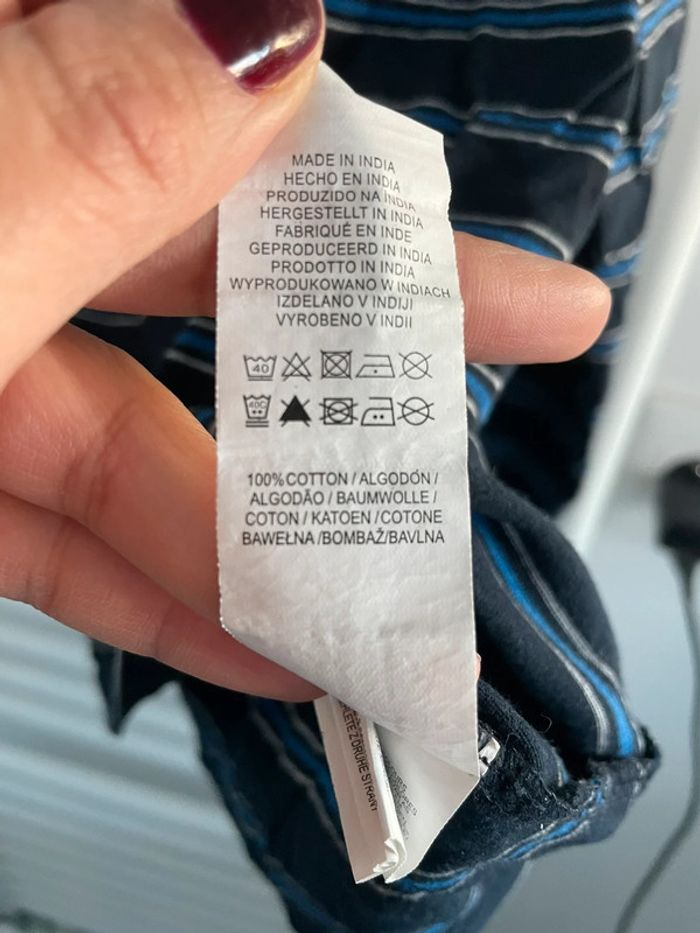 MADE IN INDIA
HECHO EN INDIA
PRODUZIDO NA INDIA
HERGESTELLT IN INDIA
FABRIQUÉ EN INDE
GEPRODUCEERD IN INDIA
PRODOTTO IN INDIA
WYPRODUKOWANO W INDIACH
IZDELANO V INDIJI
VYROBENO V INDII
40
40C
100% COTTON / ALGODÓN /
ALGODÃO / BAUMWOLLE /
COTON / KATOEN / COTONE
BAWEŁNA /BOMBAŽ/BAVLNA
Z DRUHE STRANY